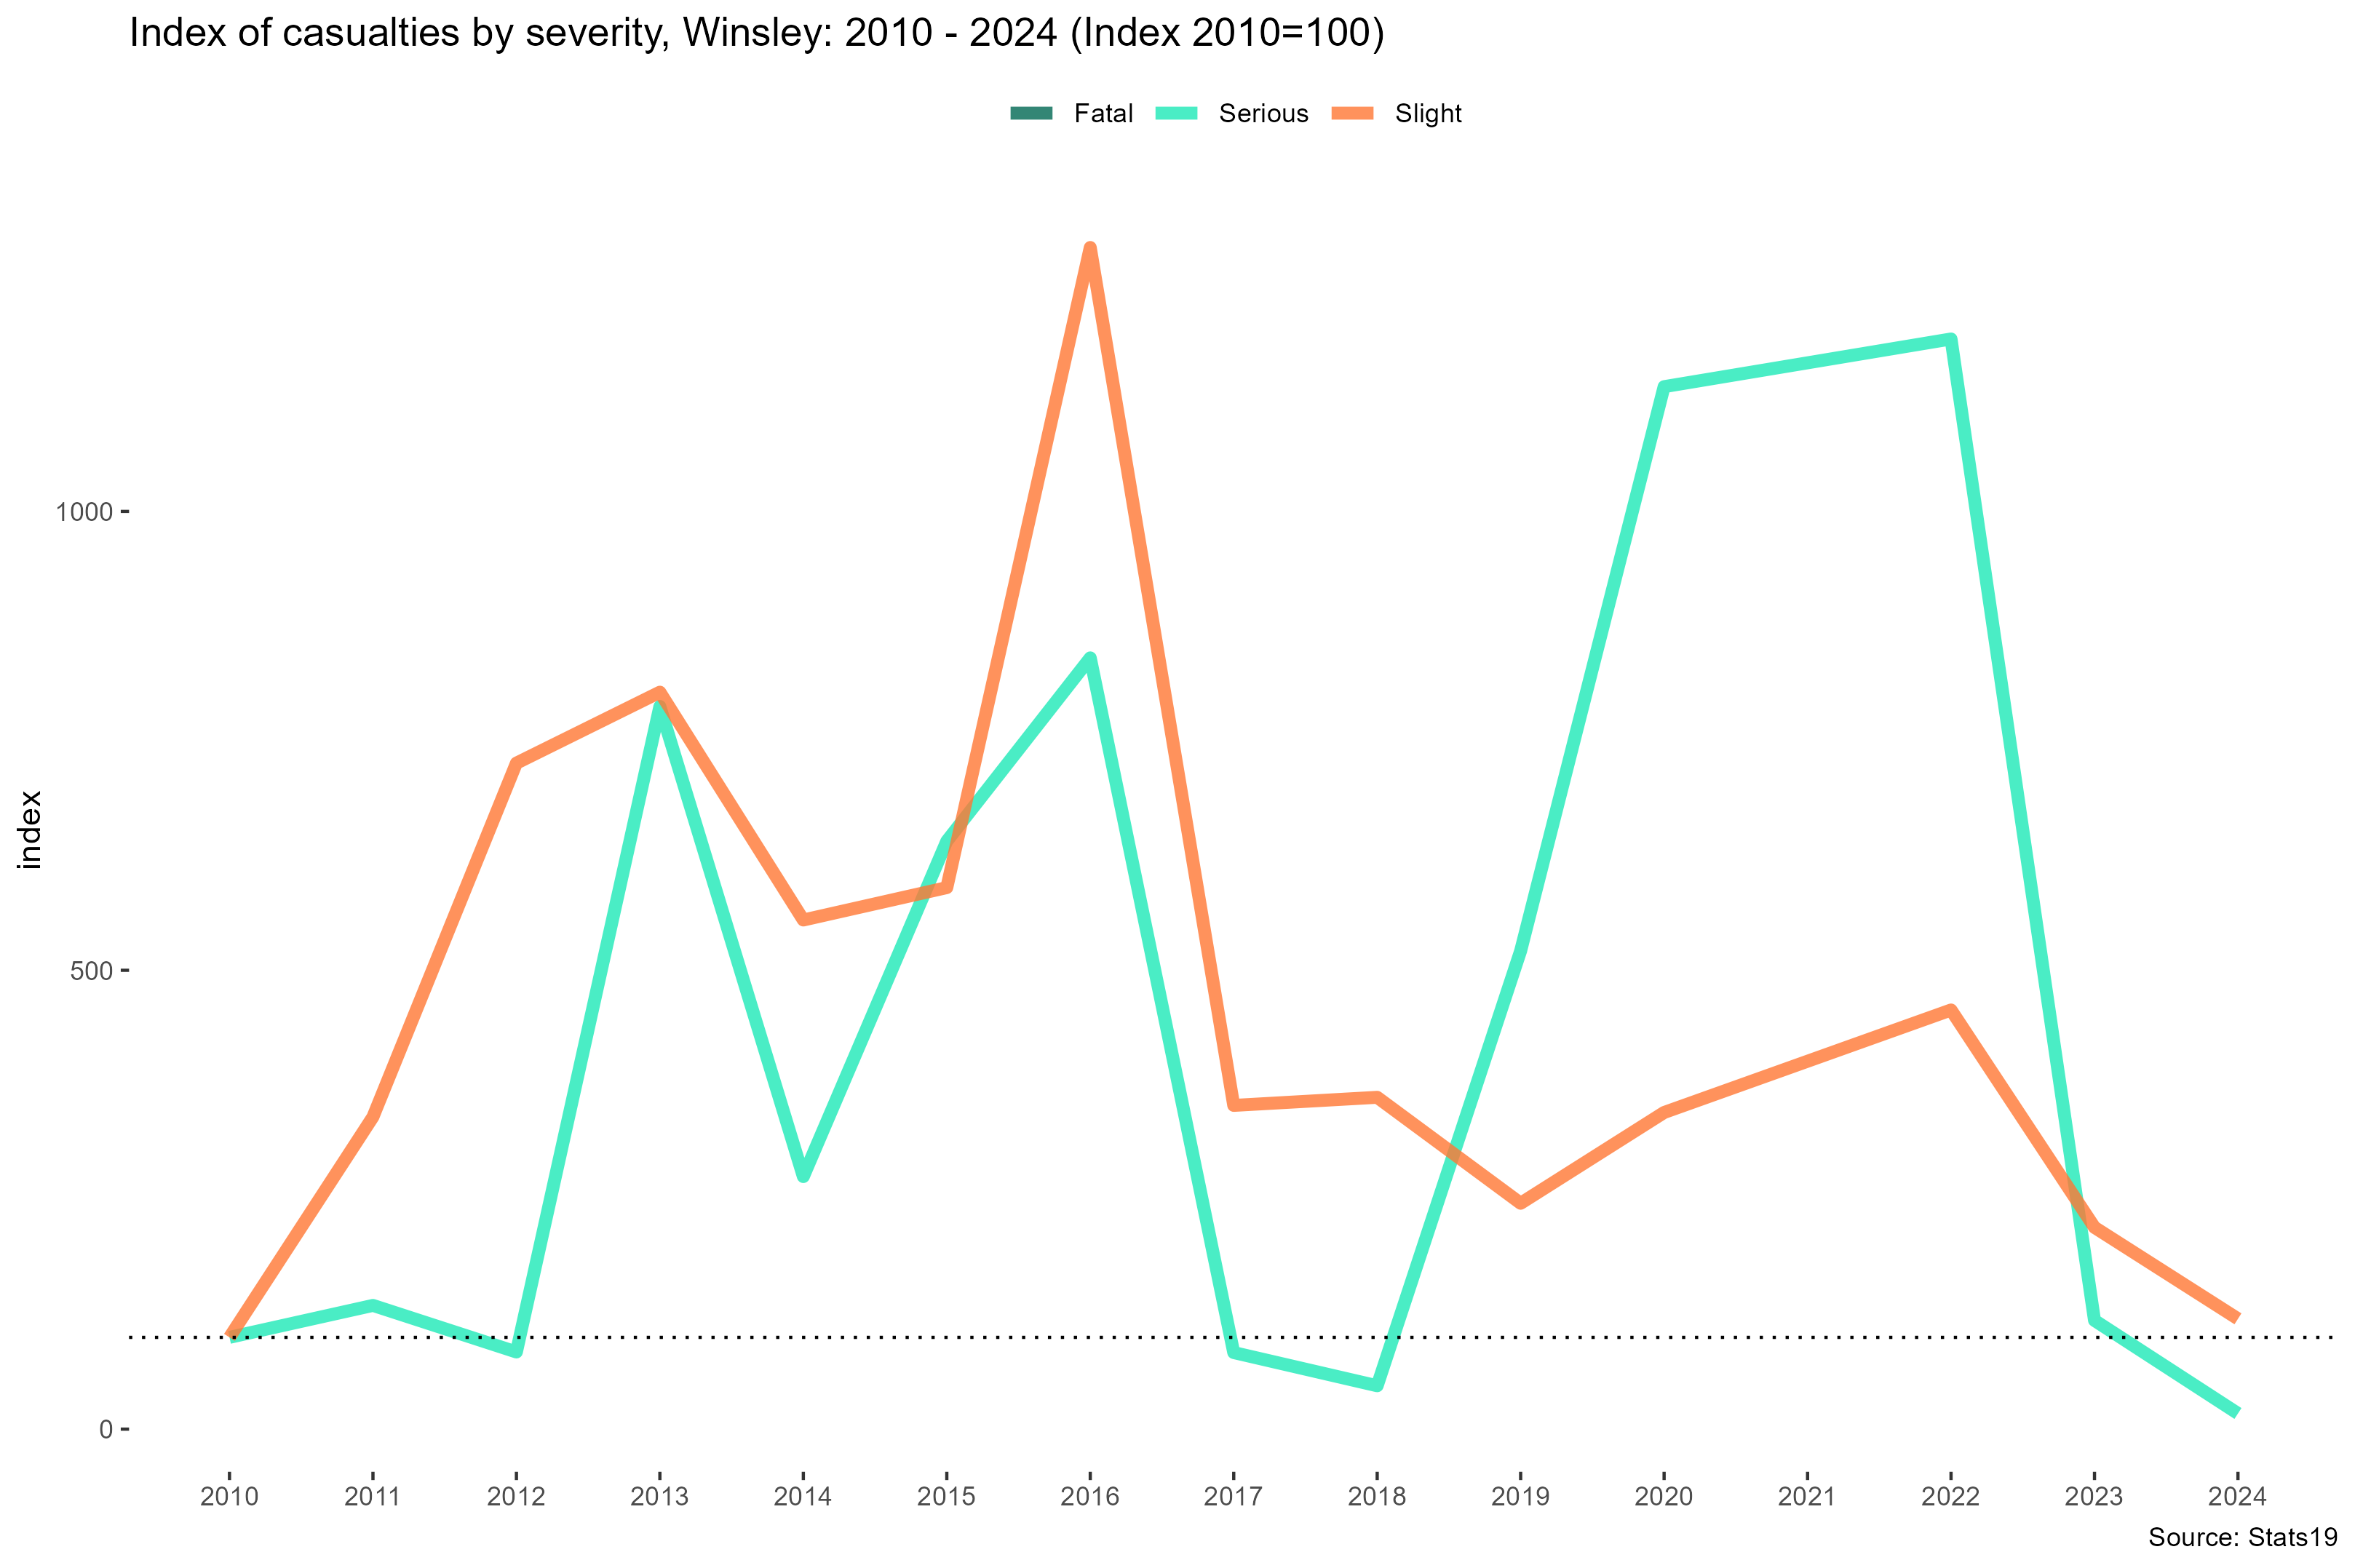 Index of casualties by severity, Winsley: 2010 - 2024 (Index 2010=100)
Fatal Serious Slight
index
1000
500
0
2010 2011 2012 2013 2014 2015 2016 2017 2018 2019 2020 2021 2022 2023 2024
Source: Stats19